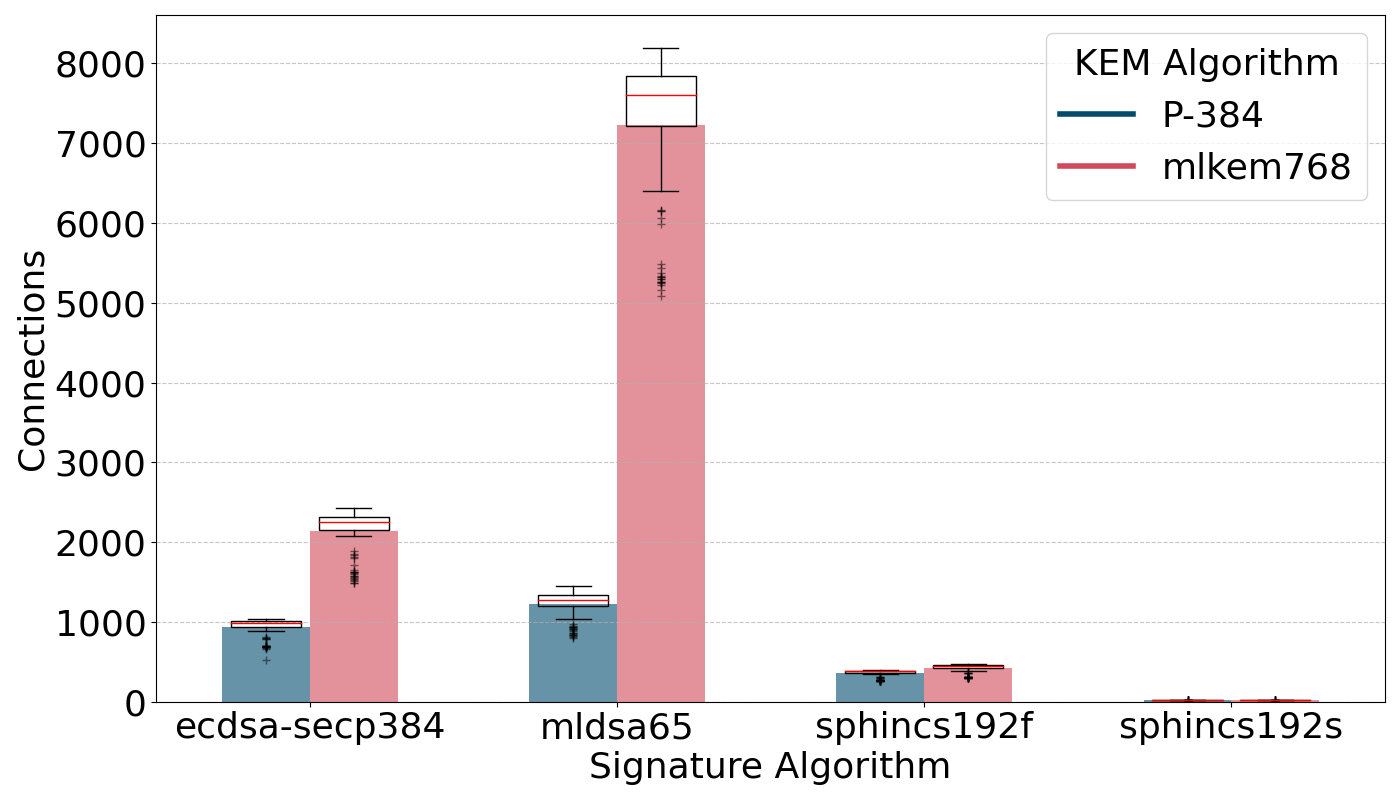 KEM Algorithm
P-384
mlkem768
Connections
8000
7000
6000
5000
4000
3000
2000
1000
0
ecdsa-secp384
mldsa65
sphincs192f
sphincs192s
Signature Algorithm